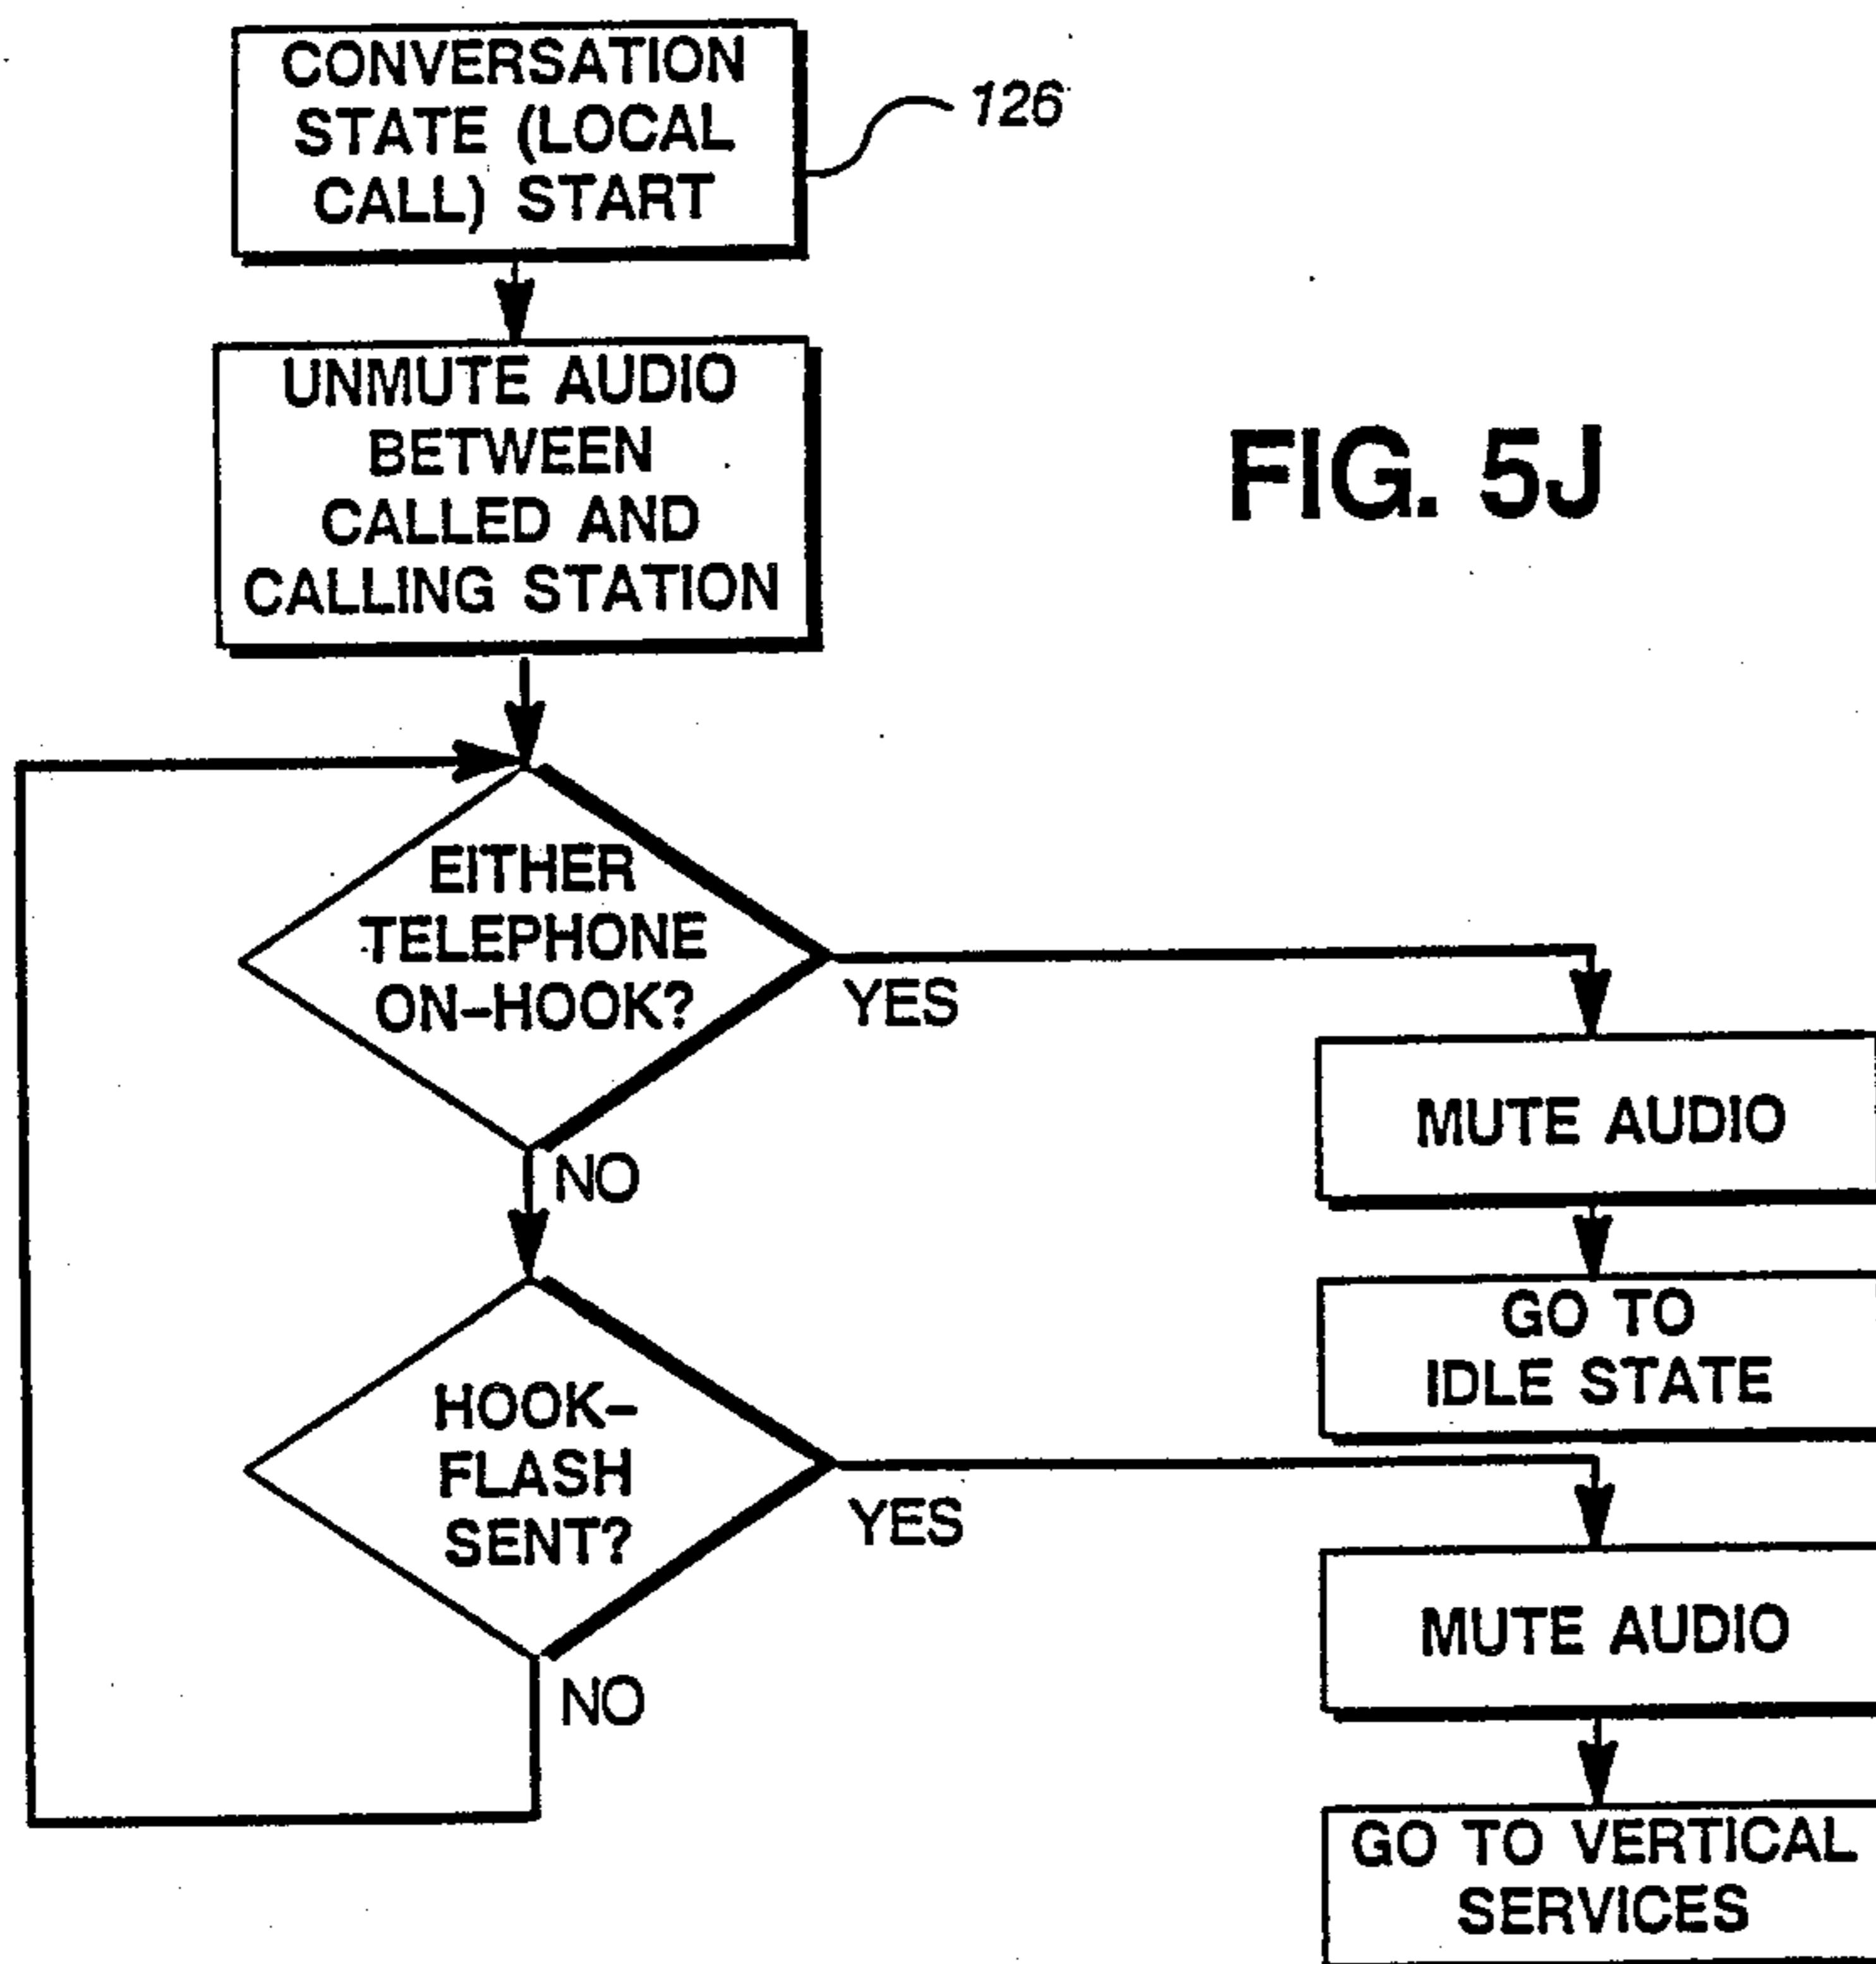 CONVERSATION
STATE (LOCAL
CALL) START
126
UNMUTE AUDIO
BETWEEN
CALLED AND
CALLING STATION
FIG. 5J
EITHER
TELEPHONE
ON-HOOK?
YES
NO
MUTE AUDIO
GO TO
IDLE STATE
HOOK-
FLASH
SENT?
YES
NO
MUTE AUDIO
GO TO VERTICAL
SERVICES